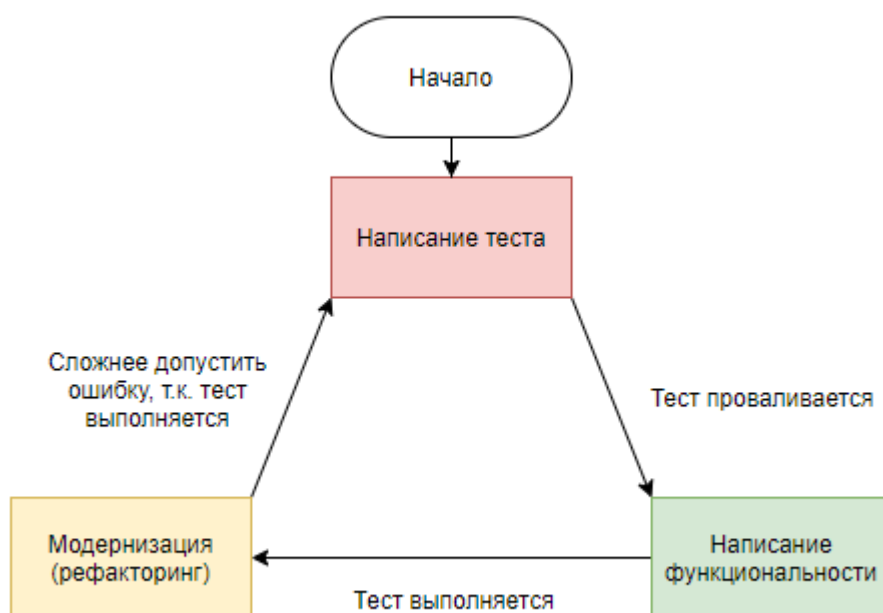 Начало
Написание теста
Сложнее допустить
ошибку, т.к. тест
выполняется
Тест проваливается
Модернизация
(рефакторинг)
Написание
функциональности
Тест выполняется